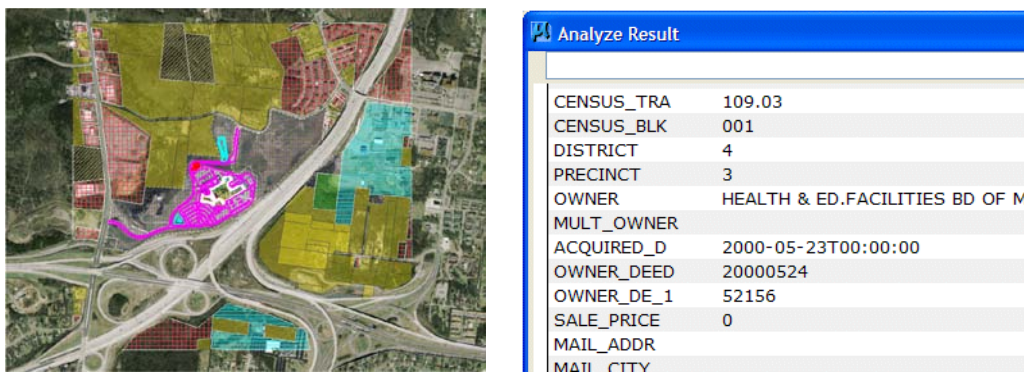 Analyze Result
CENSUS_TRA 109.03
CENSUS_BLK 001
DISTRICT 4
PRECINCT 3
OWNER HEALTH & ED.FACILITIES BD OF M
MULT_OWNER
ACQUIRED_D 2000-05-23T00:00:00
OWNER_DEED 20000524
OWNER_DE_1 52156
SALE_PRICE 0
MAIL_ADDR
MAIL_CITY